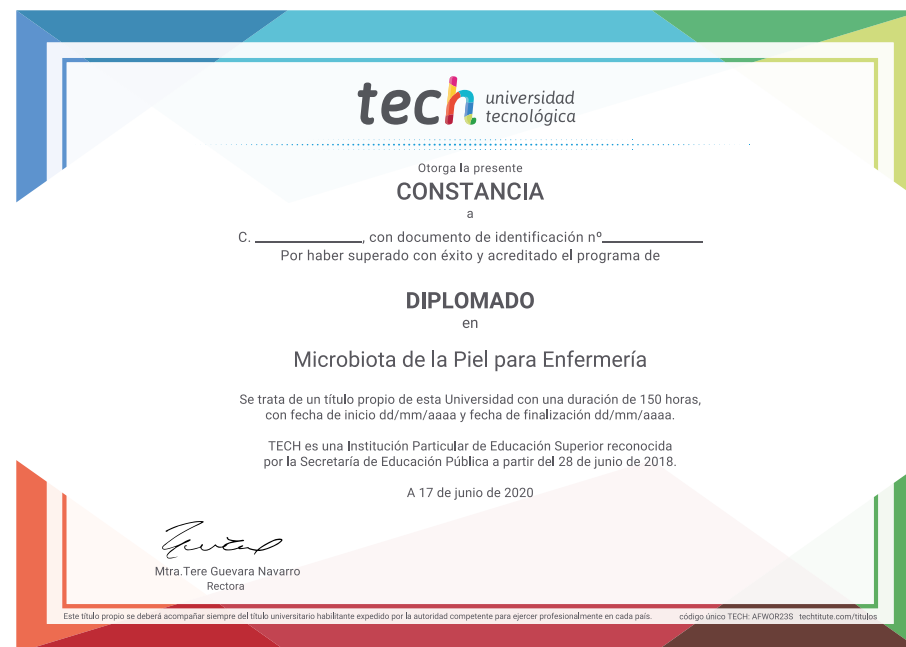 tech universidad
tecnológica
Otorga la presente
CONSTANCIA
a
C. ____________, con documento de identificación nº____________
Por haber superado con éxito y acreditado el programa de
DIPLOMADO
en
Microbiota de la Piel para Enfermería
Se trata de un título propio de esta Universidad con una duración de 150 horas,
con fecha de inicio dd/mm/aaaa y fecha de finalización dd/mm/aaaa.
TECH es una Institución Particular de Educación Superior reconocida
por la Secretaría de Educación Pública a partir del 28 de junio de 2018.
A 17 de junio de 2020
Mtra.Tere Guevara Navarro
Rectora
Este título propio se deberá acompañar siempre del título universitario habilitante expedido por la autoridad competente para ejercer profesionalmente en cada país. código único TECH: AFWOR23S techtitute.com/titulos